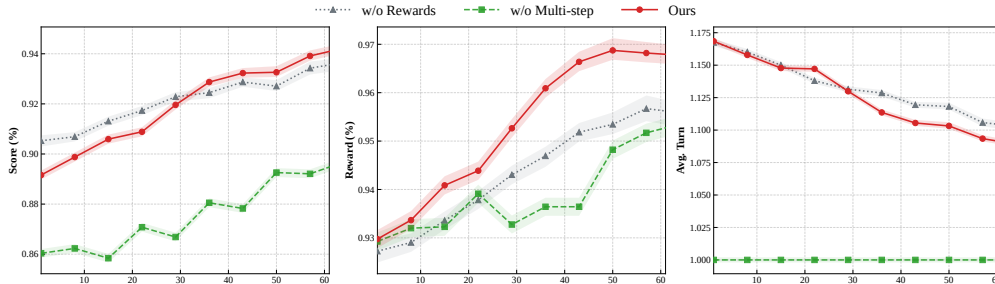 w/o Rewards w/o Multi-step Ours
Score (%)
0.94
0.92
0.90
0.88
0.86
10 20 30 40 50 60
Reward (%)
0.97
0.96
0.95
0.94
0.93
10 20 30 40 50 60
Avg. Turn
1.175
1.150
1.125
1.100
1.075
1.050
1.025
1.000
10 20 30 40 50 60